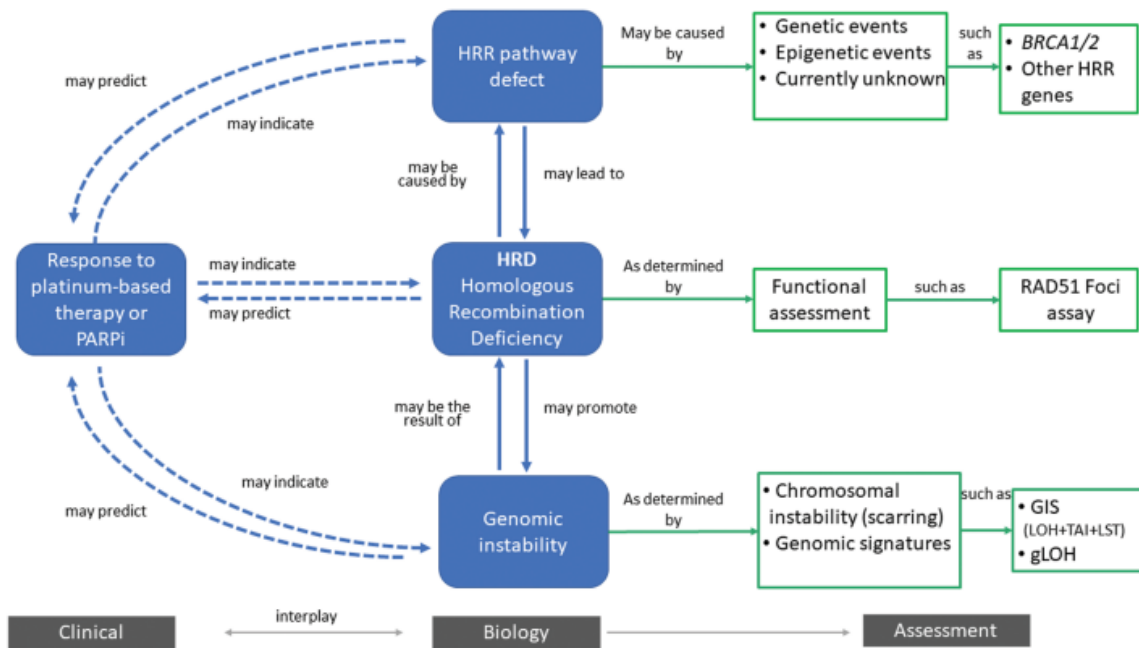 HRR pathway
defect
May be caused
by
• Genetic events
• Epigenetic events
• Currently unknown
such
as
• BRCA1/2
• Other HRR
genes
may predict
may indicate
may be
caused by
may lead to
Response to
platinum-based
therapy or
PARPi
may indicate
may predict
HRD
Homologous
Recombination
Deficiency
As determined
by
Functional
assessment
such as
RAD51 Foci
assay
may be the
result of
may promote
may indicate
may predict
Genomic
instability
As determined
by
• Chromosomal
instability (scarring)
• Genomic signatures
such as
• GIS
(LOH+TAI+LST)
• gLOH
Clinical
interplay
Biology
Assessment